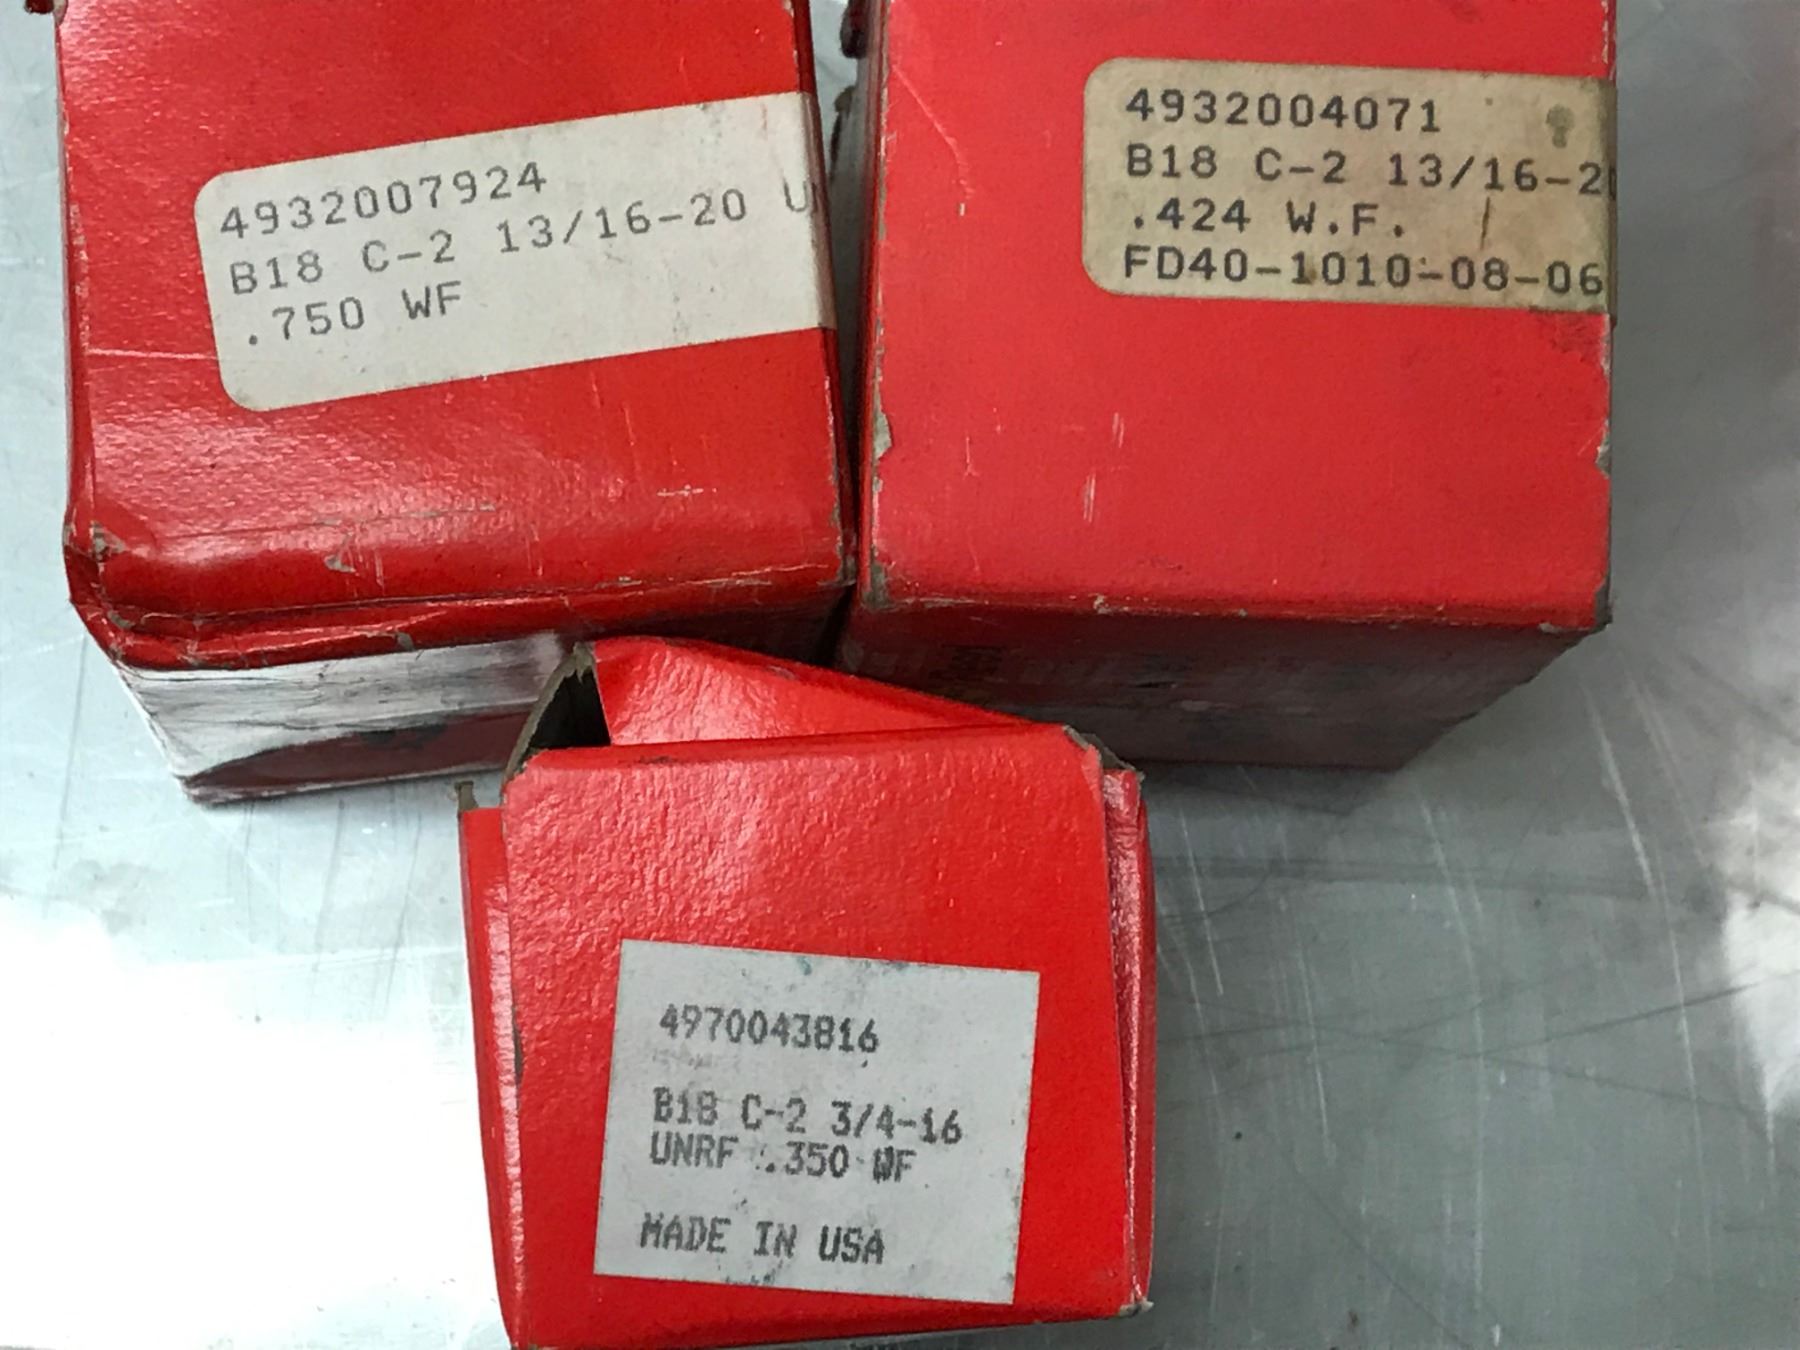 4932007924
B18 C-2 13/16-20 U
.750 WF
4932004071
B18 C-2 13/16-20
.424 W.F.
FD40-1010-08-06
4970043816
B18 C-2 3/4-16
UNRF .350 WF
MADE IN USA